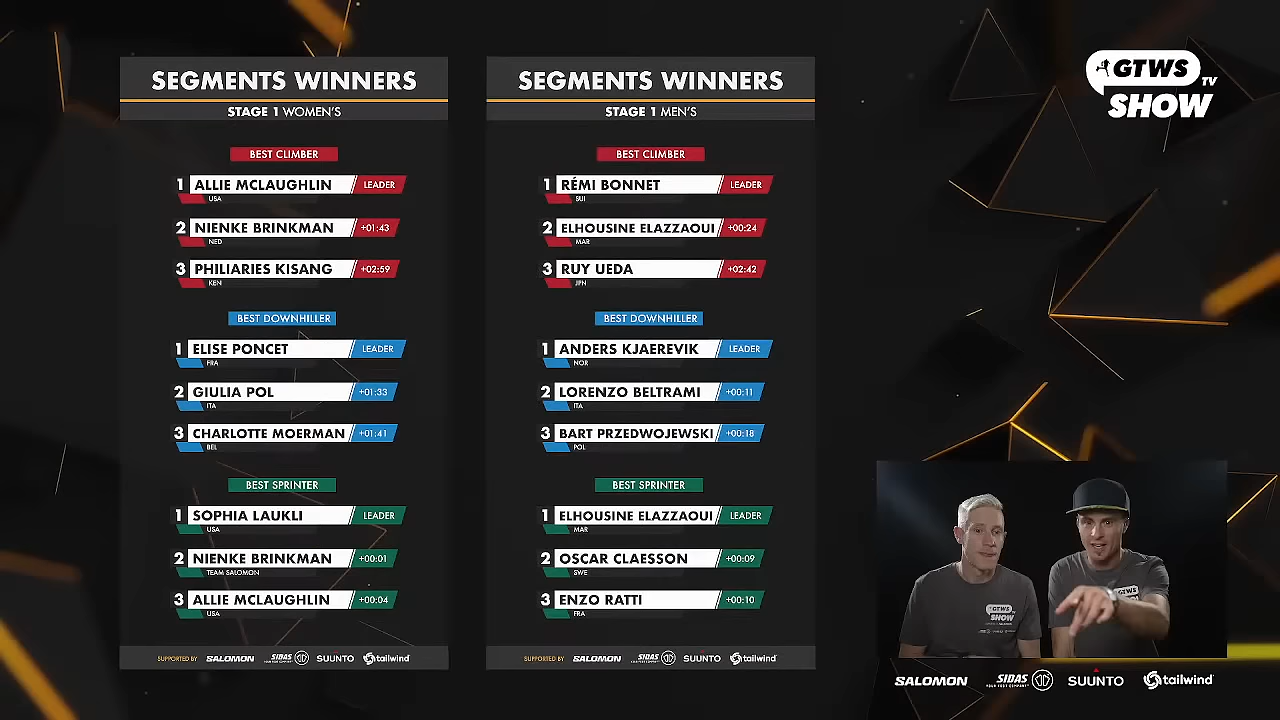 SEGMENTS WINNERS
STAGE 1 WOMEN'S
BEST CLIMBER
1 ALLIE MCLAUGHLIN LEADER
USA
2 NIENKE BRINKMAN +01:43
NED
3 PHILIARIES KISANG +02:59
KEN
BEST DOWNHILLER
1 ELISE PONCET LEADER
FRA
2 GIULIA POL +01:33
ITA
3 CHARLOTTE MOERMAN +01:41
BEL
BEST SPRINTER
1 SOPHIA LAUKLI LEADER
USA
2 NIENKE BRINKMAN +00:01
TEAM SALOMON
3 ALLIE MCLAUGHLIN +00:04
USA
SUPPORTED BY SALOMON SIDAS SUUNTO tailwind
SEGMENTS WINNERS
STAGE 1 MEN'S
BEST CLIMBER
1 RÉMI BONNET LEADER
SUI
2 ELHOUSINE ELAZZAOUI +00:24
MAR
3 RUY UEDA +02:42
JPN
BEST DOWNHILLER
1 ANDERS KJAEREVIK LEADER
NOR
2 LORENZO BELTRAMI +00:11
ITA
3 BART PRZEDWOJEWSKI +00:18
POL
BEST SPRINTER
1 ELHOUSINE ELAZZAOUI LEADER
MAR
2 OSCAR CLAESSON +00:09
SWE
3 ENZO RATTI +00:10
FRA
SUPPORTED BY SALOMON SIDAS SUUNTO tailwind
GTWS TV
SHOW
GTWS
SHOW
GTWS
SALOMON SIDAS YOUR FOOT COMPANY SUUNTO tailwind